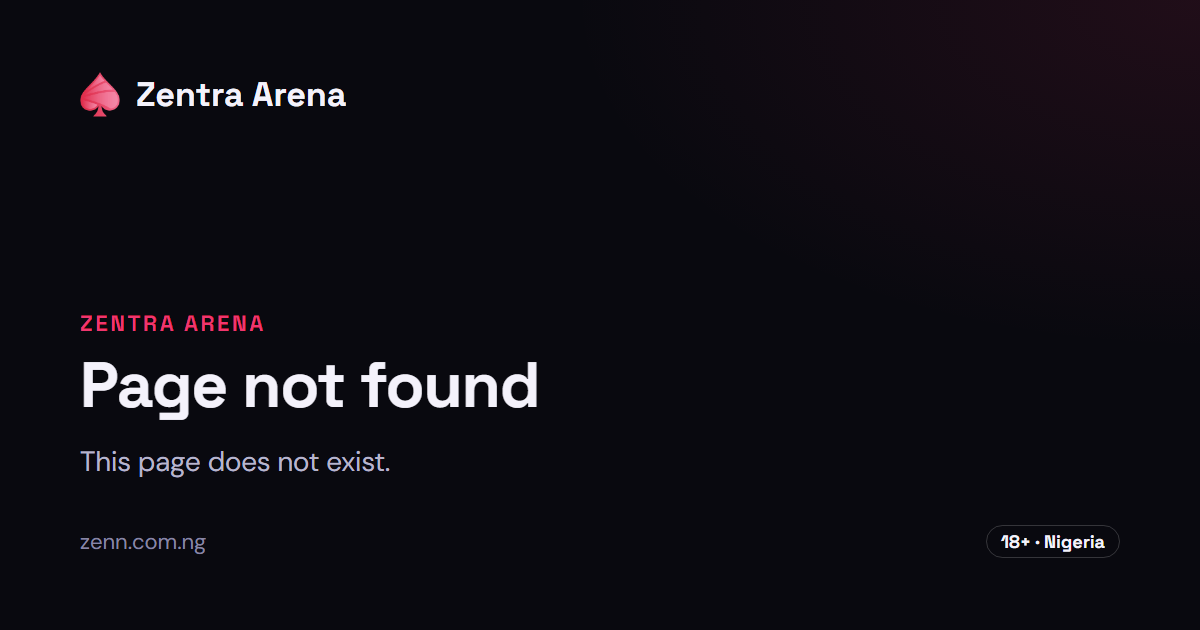 Zentra Arena
ZENTRA ARENA
Page not found
This page does not exist.
zenn.com.ng
18+ · Nigeria